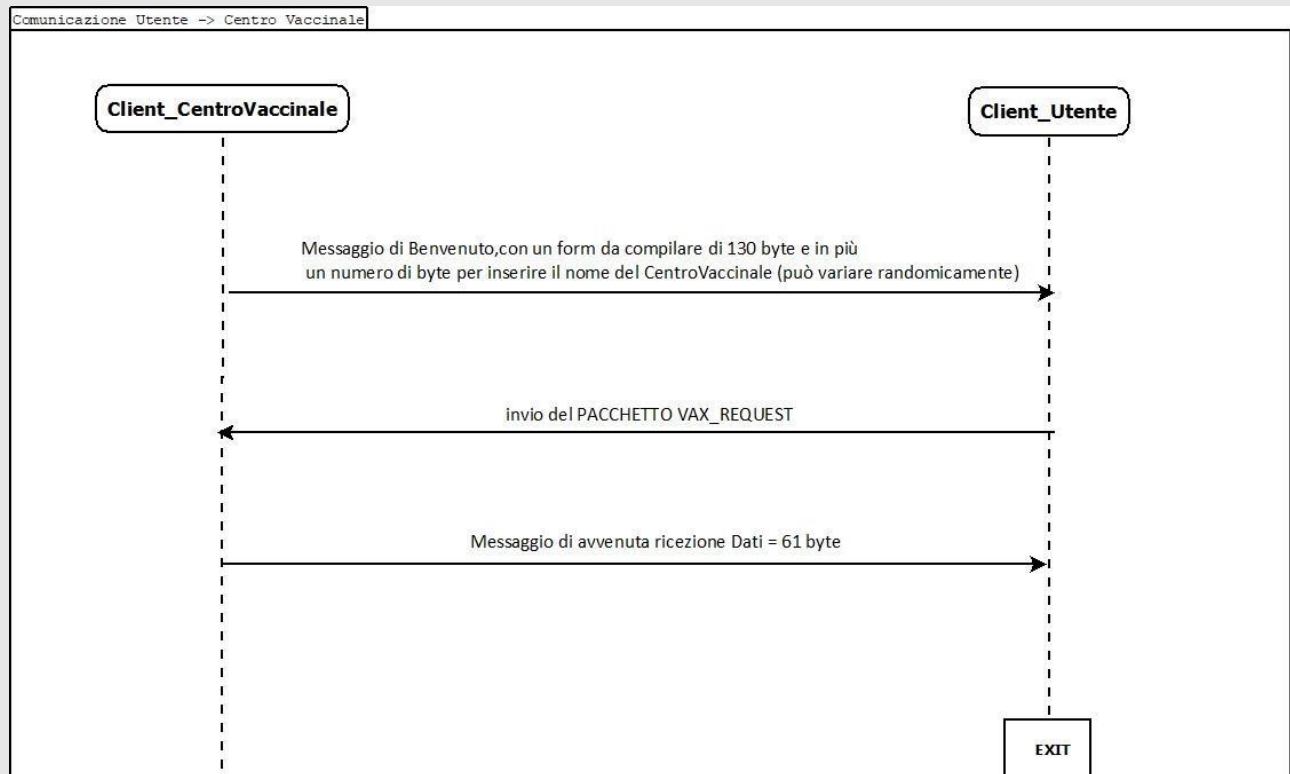 Comunicazione Utente -> Centro Vaccinale
Client_CentroVaccinale
Client_Utente
Messaggio di Benvenuto,con un form da compilare di 130 byte e in più
un numero di byte per inserire il nome del CentroVaccinale (può variare randomicamente)
invio del PACCHETTO VAX_REQUEST
Messaggio di avvenuta ricezione Dati = 61 byte
EXIT